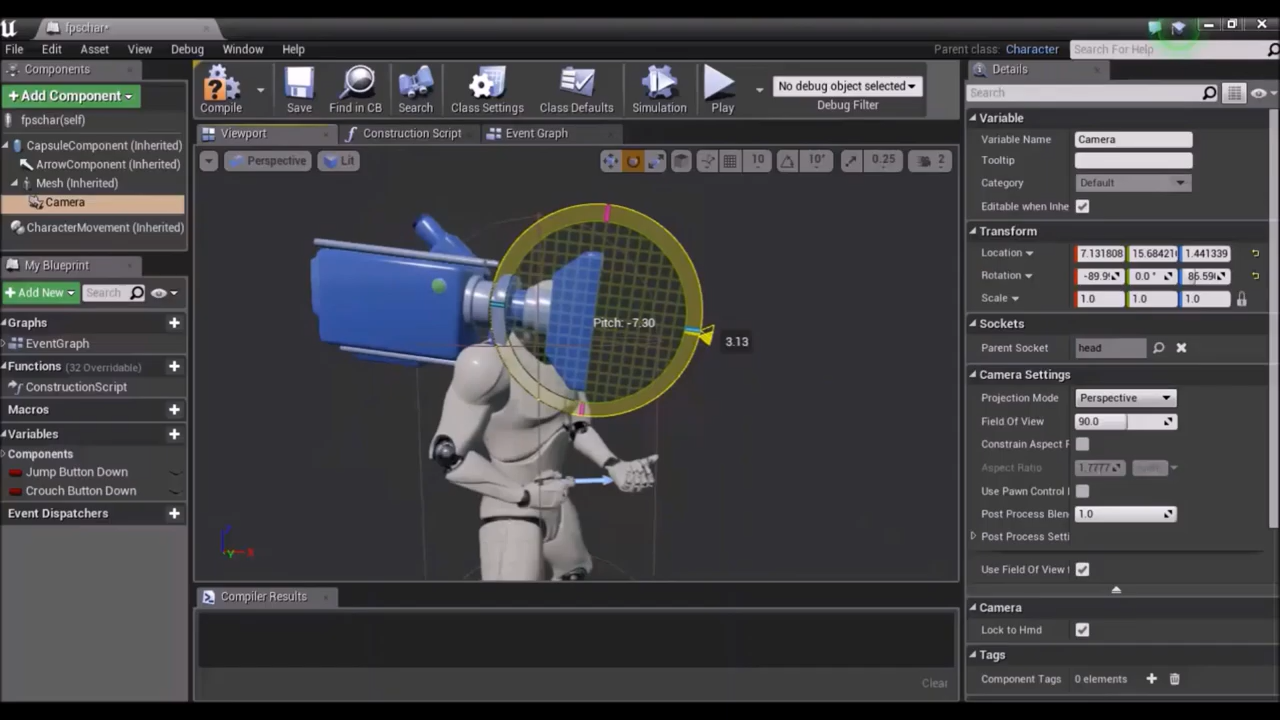 fpschar*
File Edit Asset View Debug Window Help
Parent class: Character
Search For Help
Components
+Add Component
fpschar(self)
CapsuleComponent (Inherited)
ArrowComponent (Inherited)
Mesh (Inherited)
Camera
CharacterMovement (Inherited)
My Blueprint
+Add New
Search
Graphs
EventGraph
Functions (32 Overridable)
ConstructionScript
Macros
Variables
Components
Jump Button Down
Crouch Button Down
Event Dispatchers
Compile
Save
Find in CB
Search
Class Settings
Class Defaults
Simulation
Play
No debug object selected
Debug Filter
Viewport
Construction Script
Event Graph
Perspective
Lit
10
10°
0.25
2
Pitch: -7.30
3.13
X
Y
Compiler Results
Clear
Details
Search
Variable
Variable Name Camera
Tooltip
Category Default
Editable when Inhe
Transform
Location 7.131808 15.68421 1.441339
Rotation -89.9 0.0 ° 86.59
Scale 1.0 1.0 1.0
Sockets
Parent Socket head
Camera Settings
Projection Mode Perspective
Field Of View 90.0
Constrain Aspect F
Aspect Ratio 1.7777
Use Pawn Control
Post Process Blen 1.0
Post Process Setti
Use Field Of View
Camera
Lock to Hmd
Tags
Component Tags 0 elements